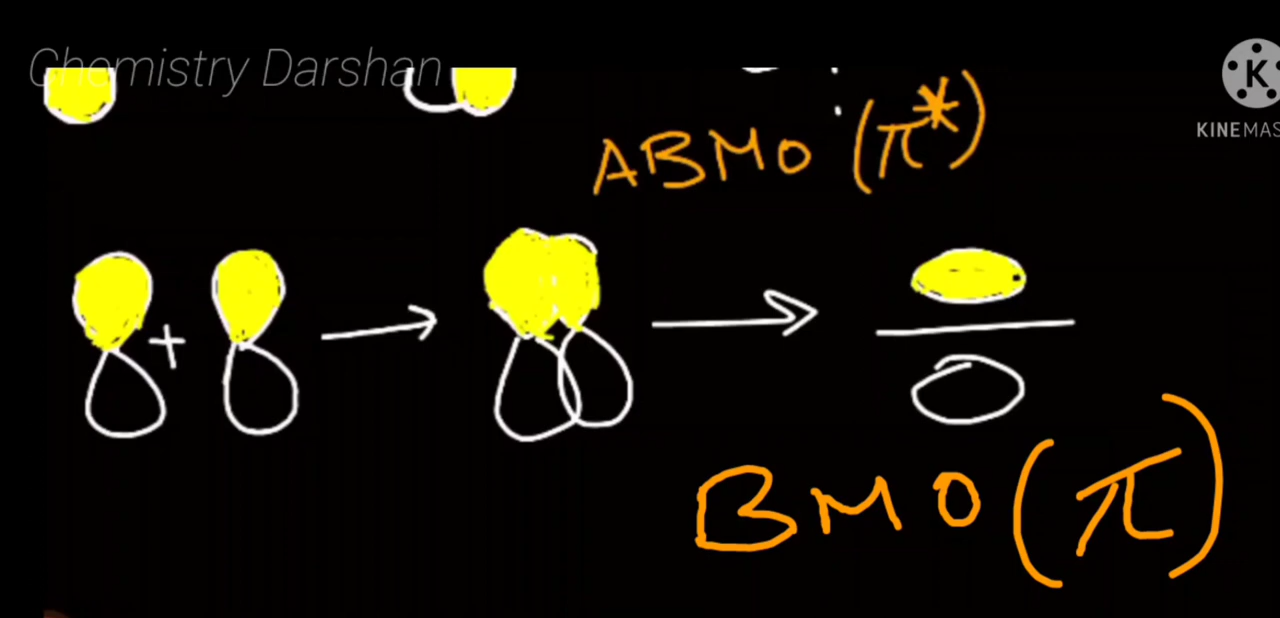 Chemistry Darshan
K
KINEMAS
ABMO (π*)
+
BMO (π)